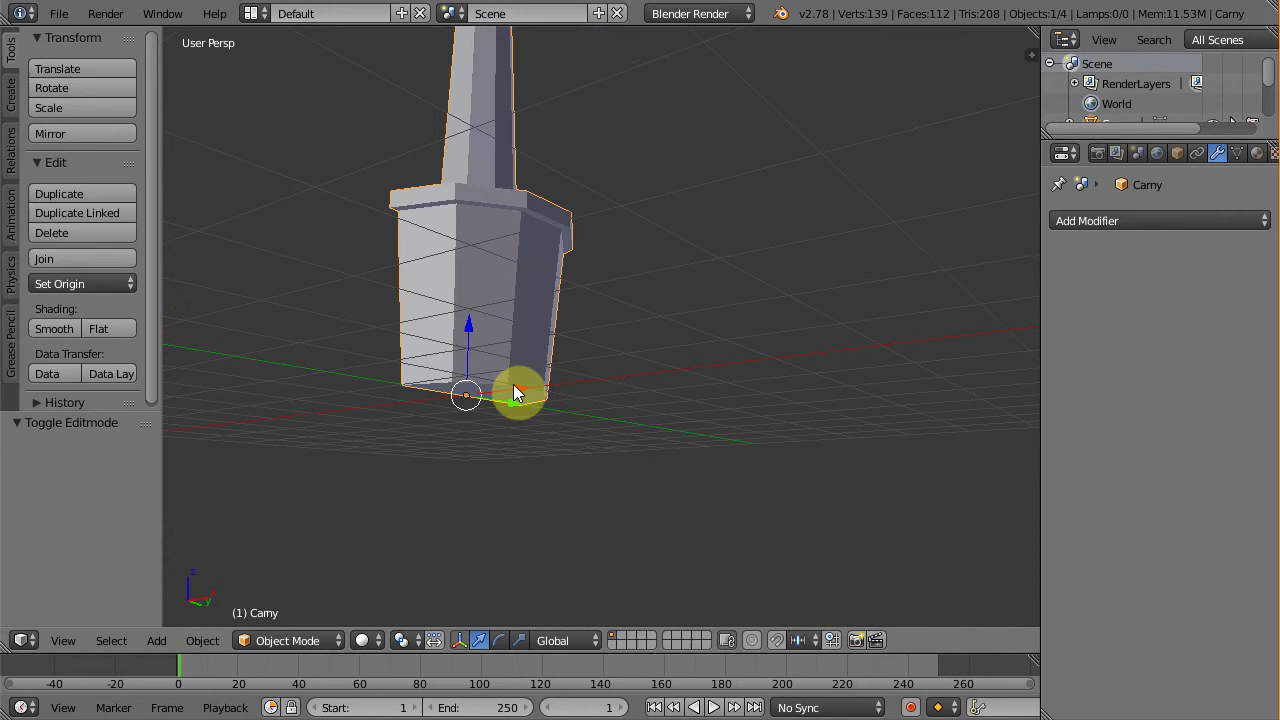 File Render Window Help Default Scene Blender Render v2.78 | Verts:139 | Faces:112 | Tris:208 | Objects:1/4 | Lamps:0/0 | Mem:11.53M | Carny
Tools
Create
Relations
Animation
Physics
Grease Pencil
Transform
Translate
Rotate
Scale
Mirror
Edit
Duplicate
Duplicate Linked
Delete
Join
Set Origin
Shading:
Smooth Flat
Data Transfer:
Data Data Lay
History
Toggle Editmode
User Persp
z
x
y
(1) Carny
View Search All Scenes
Scene
RenderLayers
World
Carny
Add Modifier
View Select Add Object Object Mode Global
-40 -20 0 20 40 60 80 100 120 140 160 180 200 220 240 260
View Marker Frame Playback Start: 1 End: 250 1 No Sync